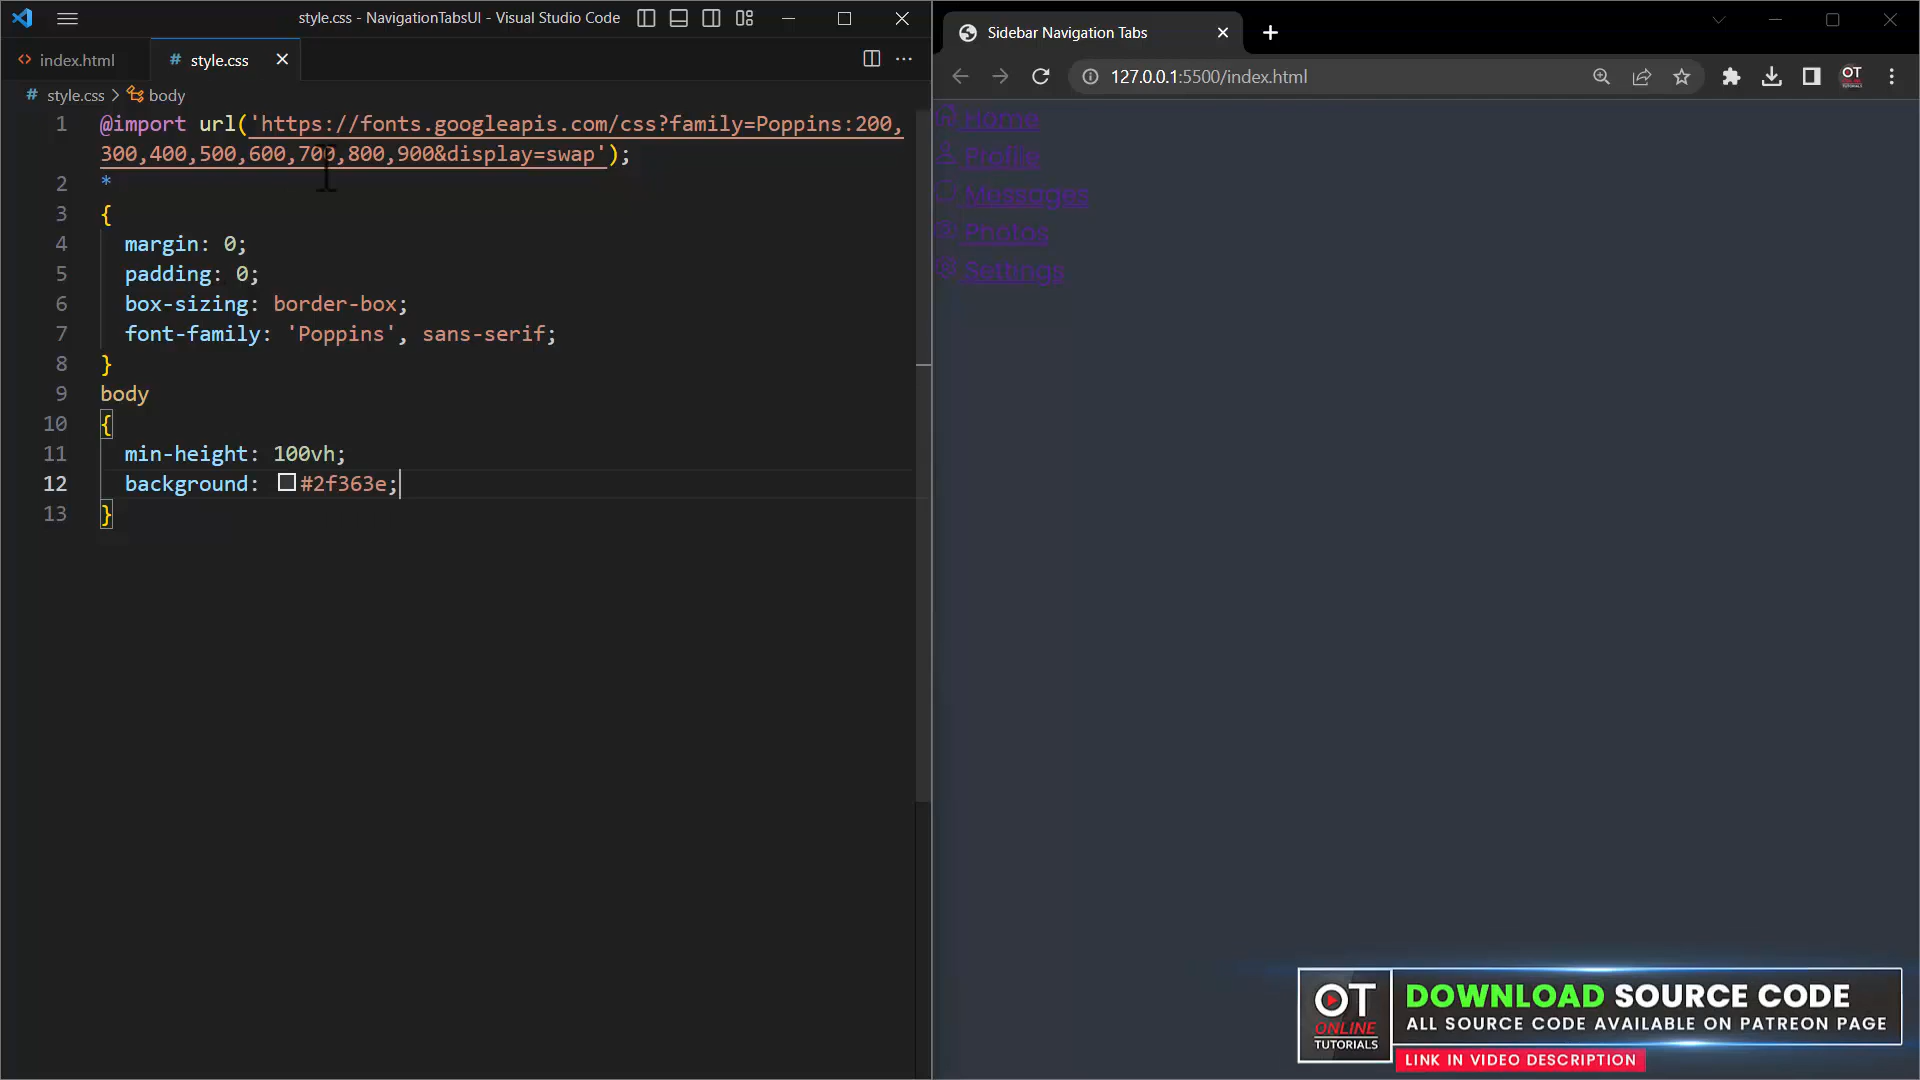 style.css - NavigationTabsUI - Visual Studio Code
index.html
# style.css
# style.css > body
1 @import url('https://fonts.googleapis.com/css?family=Poppins:200,
300,400,500,600,700,800,900&display=swap');
2 *
3 {
4 margin: 0;
5 padding: 0;
6 box-sizing: border-box;
7 font-family: 'Poppins', sans-serif;
8 }
9 body
10 {
11 min-height: 100vh;
12 background: #2f363e;
13 }
Sidebar Navigation Tabs
127.0.0.1:5500/index.html
OT
Home
Profile
Messages
Photos
Settings
OT
ONLINE
TUTORIALS
DOWNLOAD SOURCE CODE
ALL SOURCE CODE AVAILABLE ON PATREON PAGE
LINK IN VIDEO DESCRIPTION